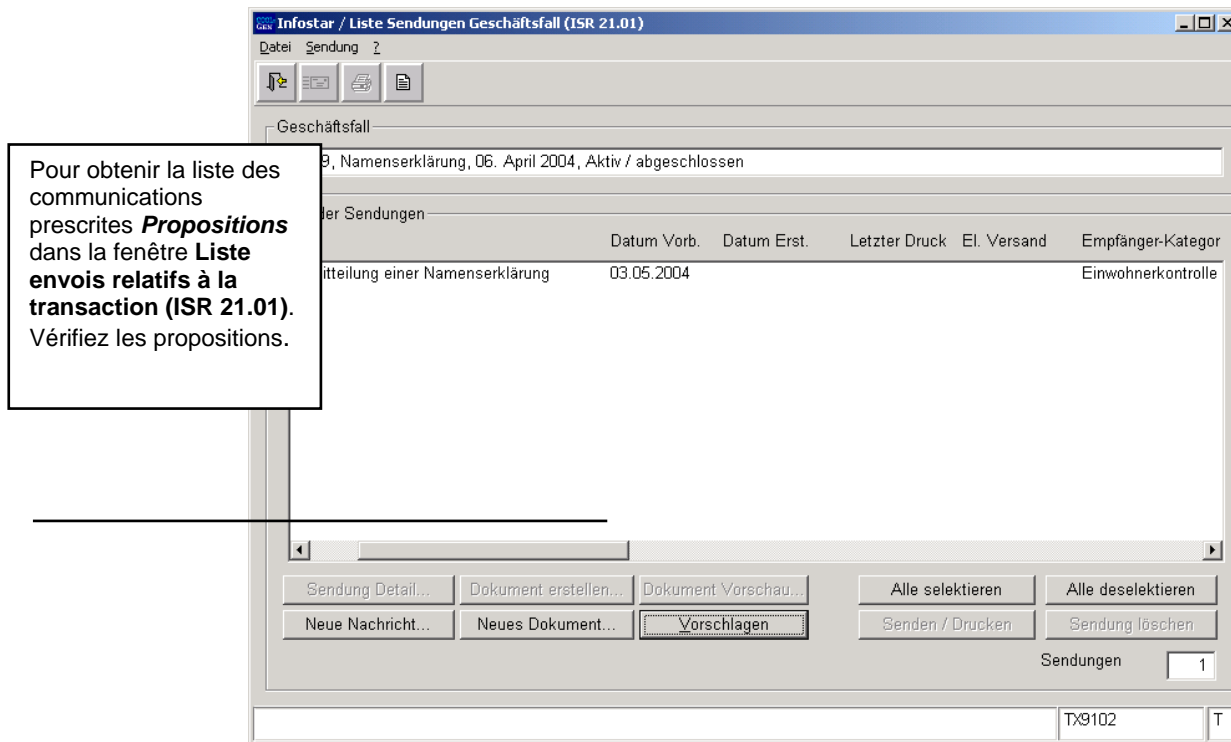 GEN Infostar / Liste Sendungen Geschäftsfall (ISR 21.01)
Datei Sendung ?
Geschäftsfall
9, Namenserklärung, 06. April 2004, Aktiv / abgeschlossen
Pour obtenir la liste des
communications
prescrites Propositions
dans la fenêtre Liste
envois relatifs à la
transaction (ISR 21.01).
Vérifiez les propositions.
der Sendungen
Datum Vorb. Datum Erst. Letzter Druck El. Versand Empfänger-Kategor
itteilung einer Namenserklärung 03.05.2004 Einwohnerkontrolle
Sendung Detail... Dokument erstellen... Dokument Vorschau... Alle selektieren Alle deselektieren
Neue Nachricht... Neues Dokument... Vorschlagen Senden / Drucken Sendung löschen
Sendungen 1
TX9102 T